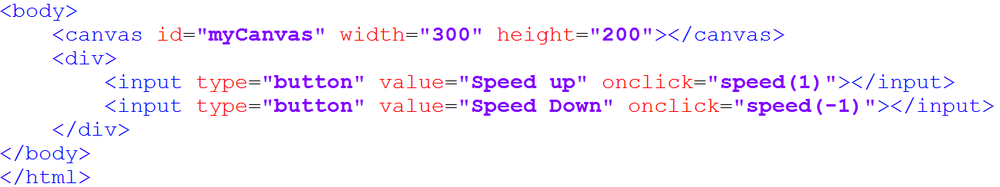 <body>
    <canvas id="myCanvas" width="300" height="200"></canvas>
    <div>
        <input type="button" value="Speed up" onclick="speed(1)"></input>
        <input type="button" value="Speed Down" onclick="speed(-1)"></input>
    </div>
</body>
</html>